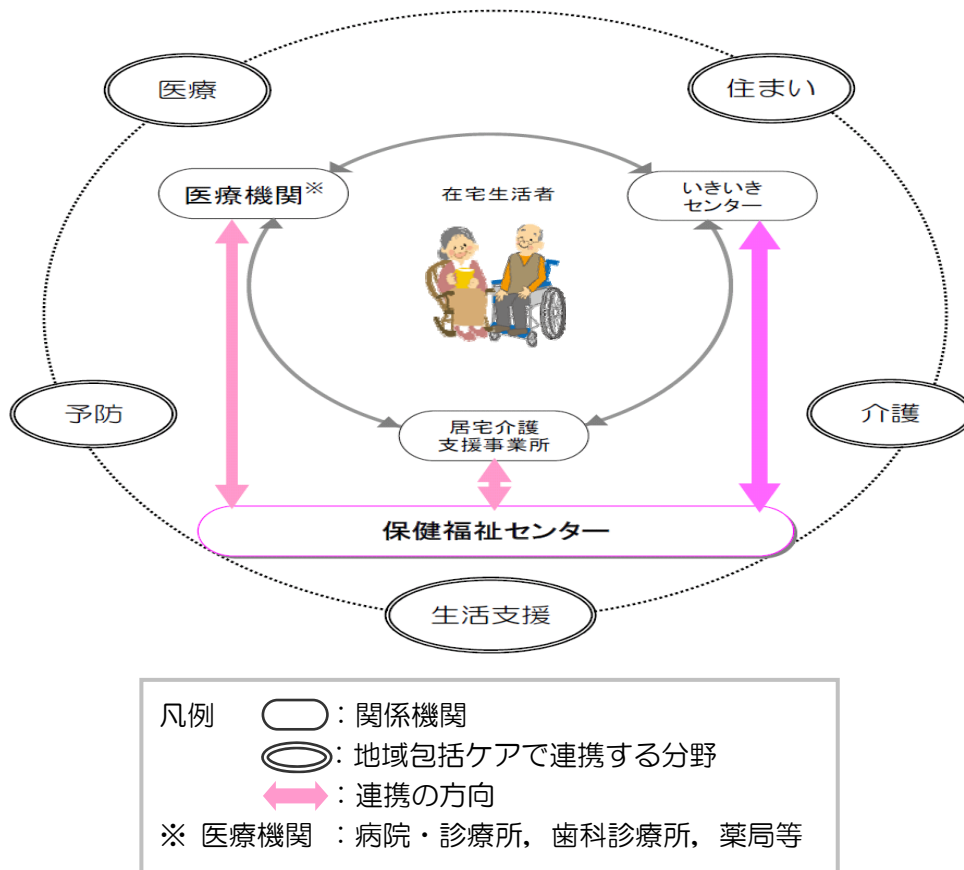 医療
住まい
医療機関※
在宅生活者
いきいき
センター
予防
介護
居宅介護
支援事業所
保健福祉センター
生活支援
凡例
：関係機関
：地域包括ケアで連携する分野
：連携の方向
※ 医療機関 ：病院・診療所，歯科診療所，薬局等